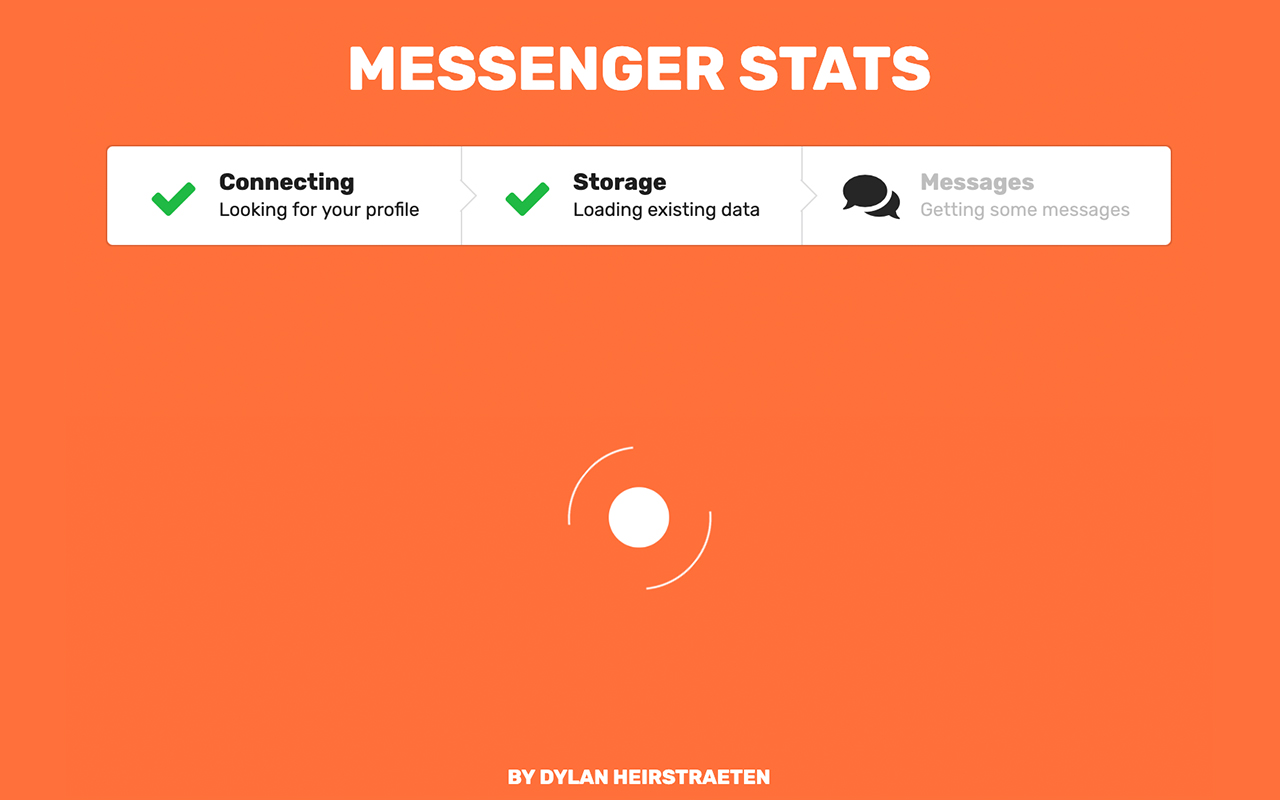 MESSENGER STATS
Connecting
Looking for your profile
Storage
Loading existing data
Messages
Getting some messages
BY DYLAN HEIRSTRAETEN